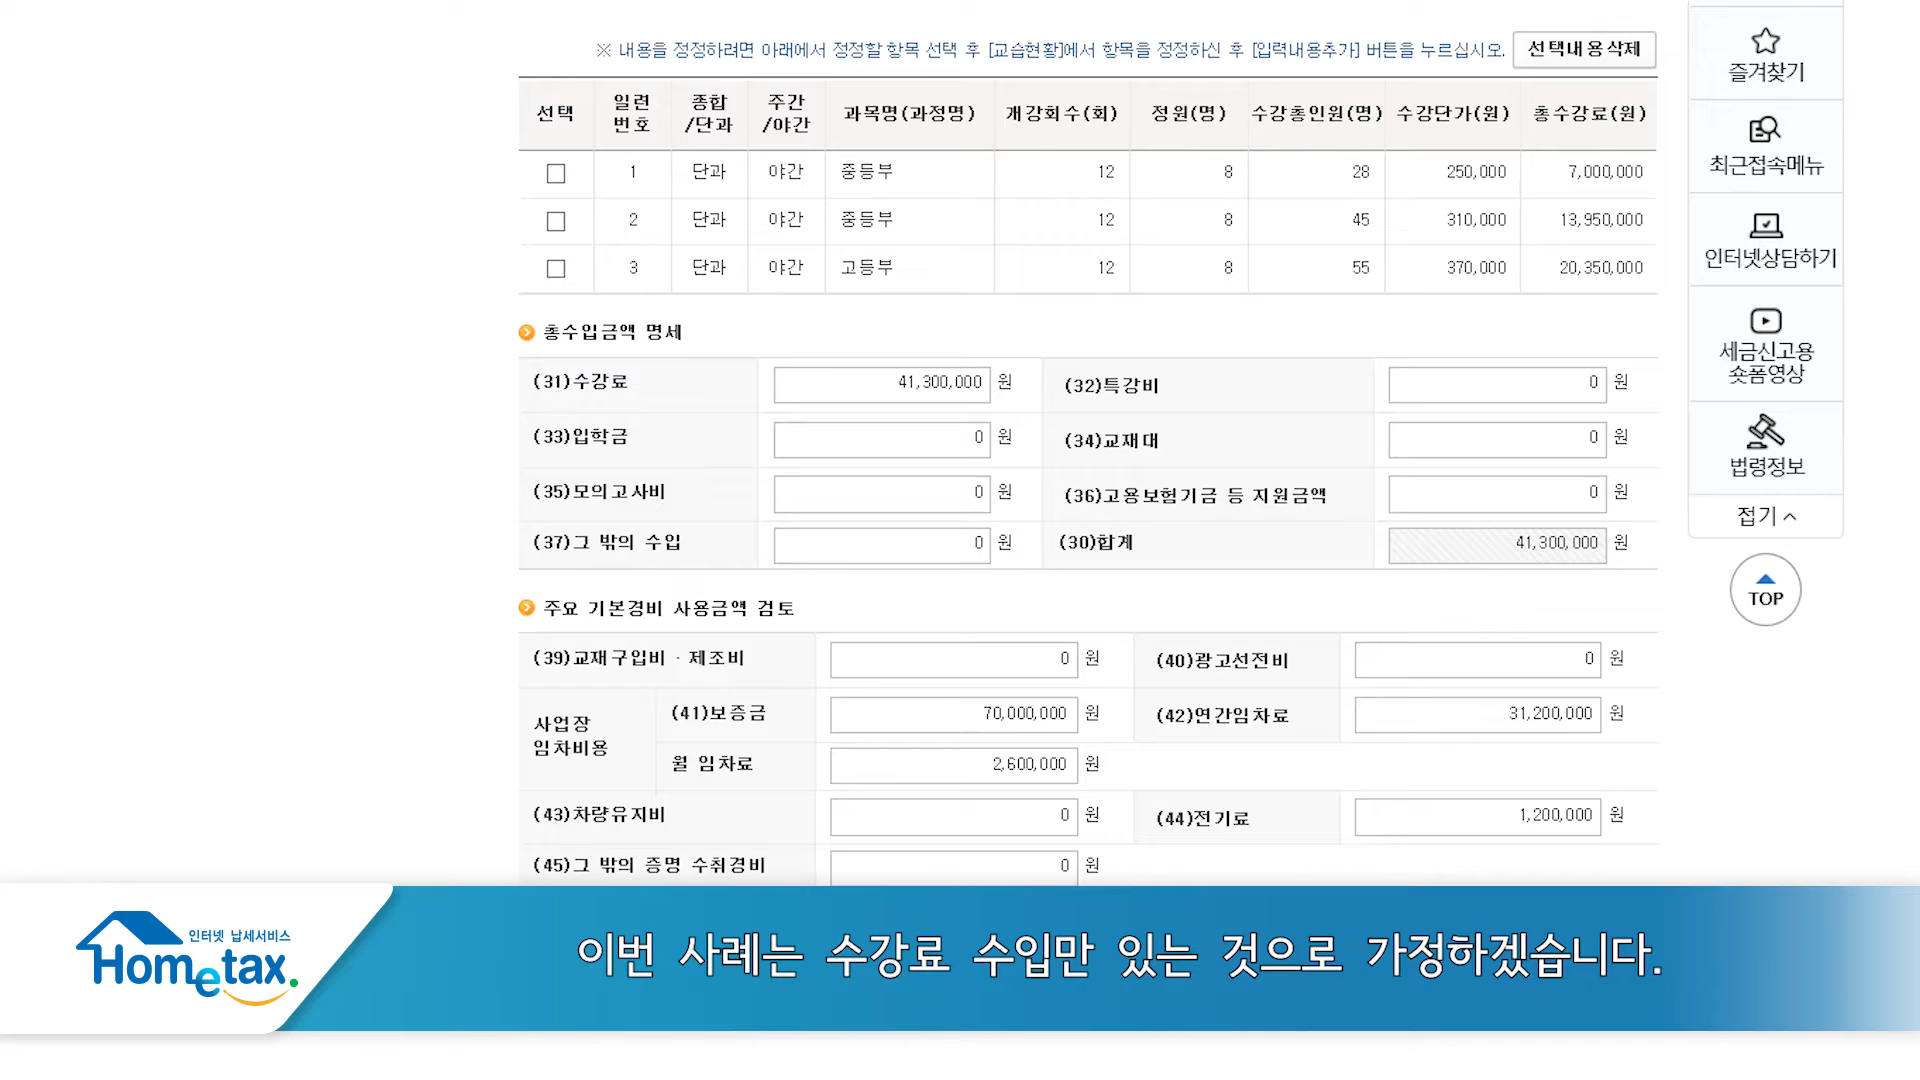 ※ 내용을 정정하려면 아래에서 정정할 항목 선택 후 [교습현황]에서 항목을 정정하신 후 [입력내용추가] 버튼을 누르십시오. 선택내용삭제
선택 일련번호 종합/단과 주간/야간 과목명(과정명) 개강회수(회) 정원(명) 수강총인원(명) 수강단가(원) 총수강료(원)
1 단과 야간 중등부 12 8 28 250,000 7,000,000
2 단과 야간 중등부 12 8 45 310,000 13,950,000
3 단과 야간 고등부 12 8 55 370,000 20,350,000
총수입금액 명세
(31)수강료 41,300,000 원 (32)특강비 0 원
(33)입학금 0 원 (34)교재대 0 원
(35)모의고사비 0 원 (36)고용보험기금 등 지원금액 0 원
(37)그 밖의 수입 0 원 (30)합계 41,300,000 원
주요 기본경비 사용금액 검토
(39)교재구입비 · 제조비 0 원 (40)광고선전비 0 원
사업장 임차비용 (41)보증금 70,000,000 원 (42)연간임차료 31,200,000 원
월 임차료 2,600,000 원
(43)차량유지비 0 원 (44)전기료 1,200,000 원
(45)그 밖의 증명 수취경비 0 원
즐겨찾기
최근접속메뉴
인터넷상담하기
세금신고용
숏폼영상
법령정보
접기
TOP
인터넷 납세서비스
Hometax.
이번 사례는 수강료 수입만 있는 것으로 가정하겠습니다.